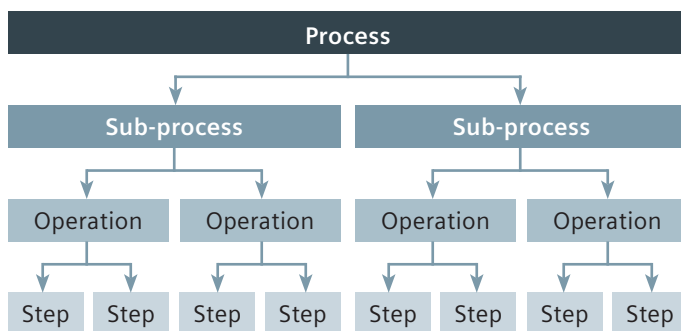 Process
Sub-process Sub-process
Operation Operation Operation Operation
Step Step Step Step Step Step Step Step